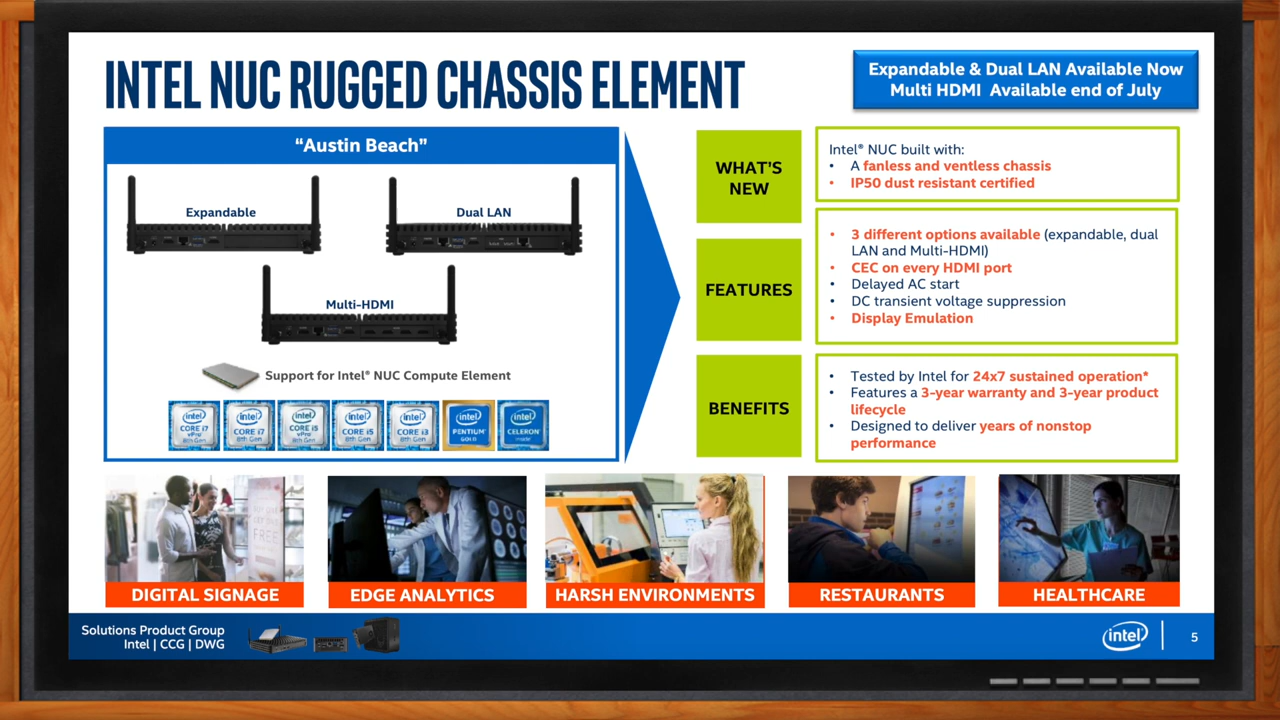 INTEL NUC RUGGED CHASSIS ELEMENT
Expandable & Dual LAN Available Now
Multi HDMI Available end of July
“Austin Beach”
Expandable
Dual LAN
Multi-HDMI
Support for Intel® NUC Compute Element
intel CORE i7 vPro 8th Gen
intel CORE i7 8th Gen
intel CORE i5 vPro 8th Gen
intel CORE i5 8th Gen
intel CORE i3 8th Gen
intel PENTIUM GOLD
intel CELERON inside
WHAT’S
NEW
Intel® NUC built with:
• A fanless and ventless chassis
• IP50 dust resistant certified
FEATURES
• 3 different options available (expandable, dual
LAN and Multi-HDMI)
• CEC on every HDMI port
• Delayed AC start
• DC transient voltage suppression
• Display Emulation
BENEFITS
• Tested by Intel for 24x7 sustained operation*
• Features a 3-year warranty and 3-year product
lifecycle
• Designed to deliver years of nonstop
performance
FREE
DIGITAL SIGNAGE
EDGE ANALYTICS
HARSH ENVIRONMENTS
RESTAURANTS
HEALTHCARE
Solutions Product Group
Intel | CCG | DWG
intel
5